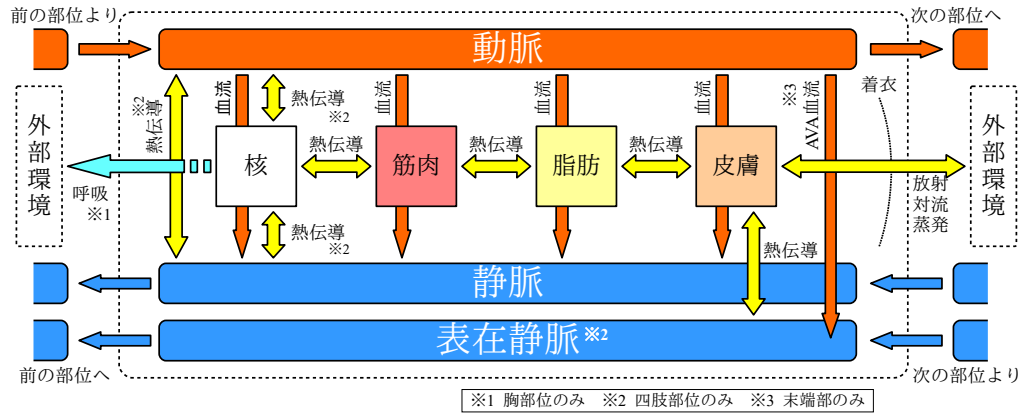 前の部位より
次の部位へ
動脈
※2
熱伝導
血流
熱伝導
※2
血流
血流
血流
※3
AVA血流
着衣
外部環境
呼吸
※1
核
熱伝導
筋肉
熱伝導
脂肪
熱伝導
皮膚
放射
対流
蒸発
外部環境
熱伝導
※2
熱伝導
静脈
表在静脈※2
前の部位へ
次の部位より
※1 胸部位のみ ※2 四肢部位のみ ※3 末端部のみ